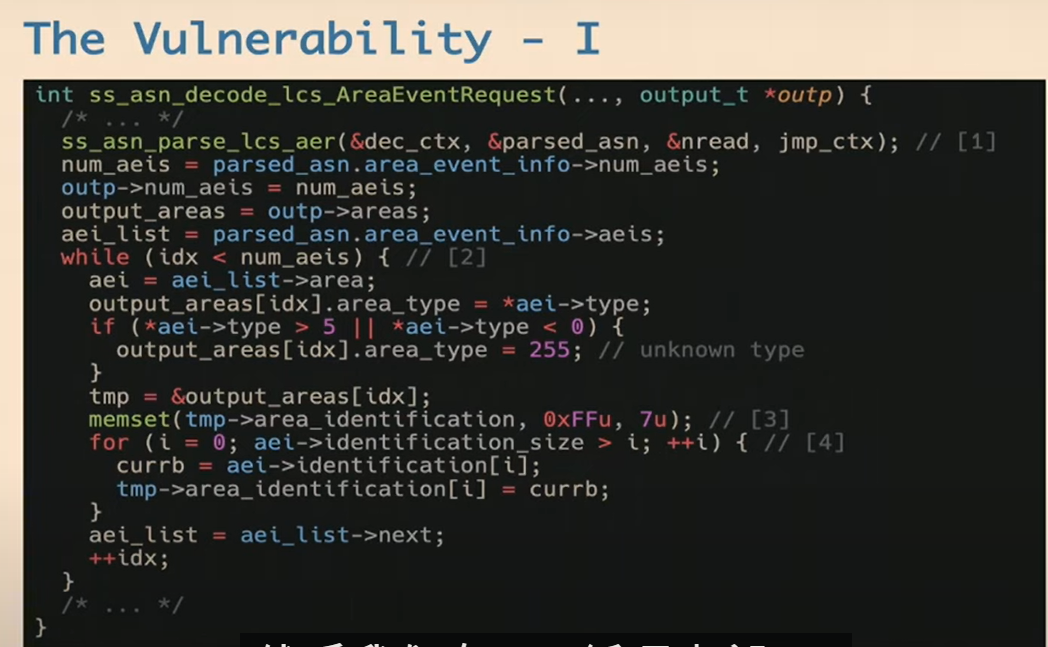 The Vulnerability - I
int ss_asn_decode_lcs_AreaEventRequest(..., output_t *outp) {
/* ... */
ss_asn_parse_lcs_aer(&dec_ctx, &parsed_asn, &nread, jmp_ctx); // [1]
num_aeis = parsed_asn.area_event_info->num_aeis;
outp->num_aeis = num_aeis;
output_areas = outp->areas;
aei_list = parsed_asn.area_event_info->aeis;
while (idx < num_aeis) { // [2]
aei = aei_list->area;
output_areas[idx].area_type = *aei->type;
if (*aei->type > 5 || *aei->type < 0) {
output_areas[idx].area_type = 255; // unknown type
}
tmp = &output_areas[idx];
memset(tmp->area_identification, 0xFFu, 7u); // [3]
for (i = 0; aei->identification_size > i; ++i) { // [4]
currb = aei->identification[i];
tmp->area_identification[i] = currb;
}
aei_list = aei_list->next;
++idx;
}
/* ... */
}